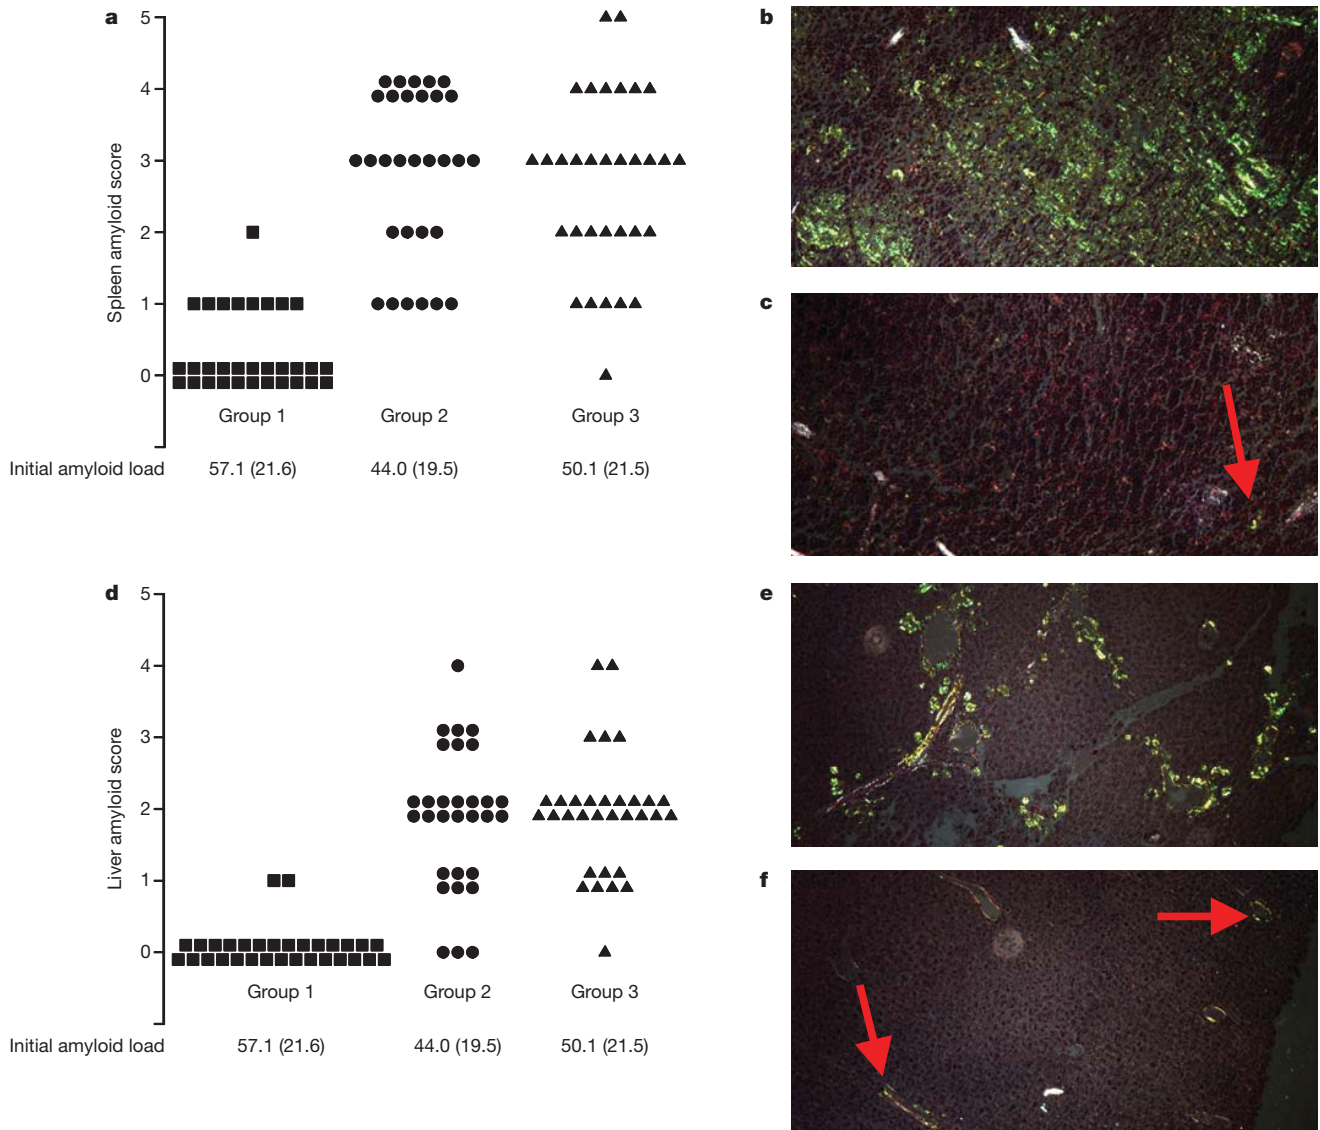 a
5
4
3
2
1
0
Spleen amyloid score
Group 1 Group 2 Group 3
Initial amyloid load 57.1 (21.6) 44.0 (19.5) 50.1 (21.5)
b
c
d
5
4
3
2
1
0
Liver amyloid score
Group 1 Group 2 Group 3
Initial amyloid load 57.1 (21.6) 44.0 (19.5) 50.1 (21.5)
e
f